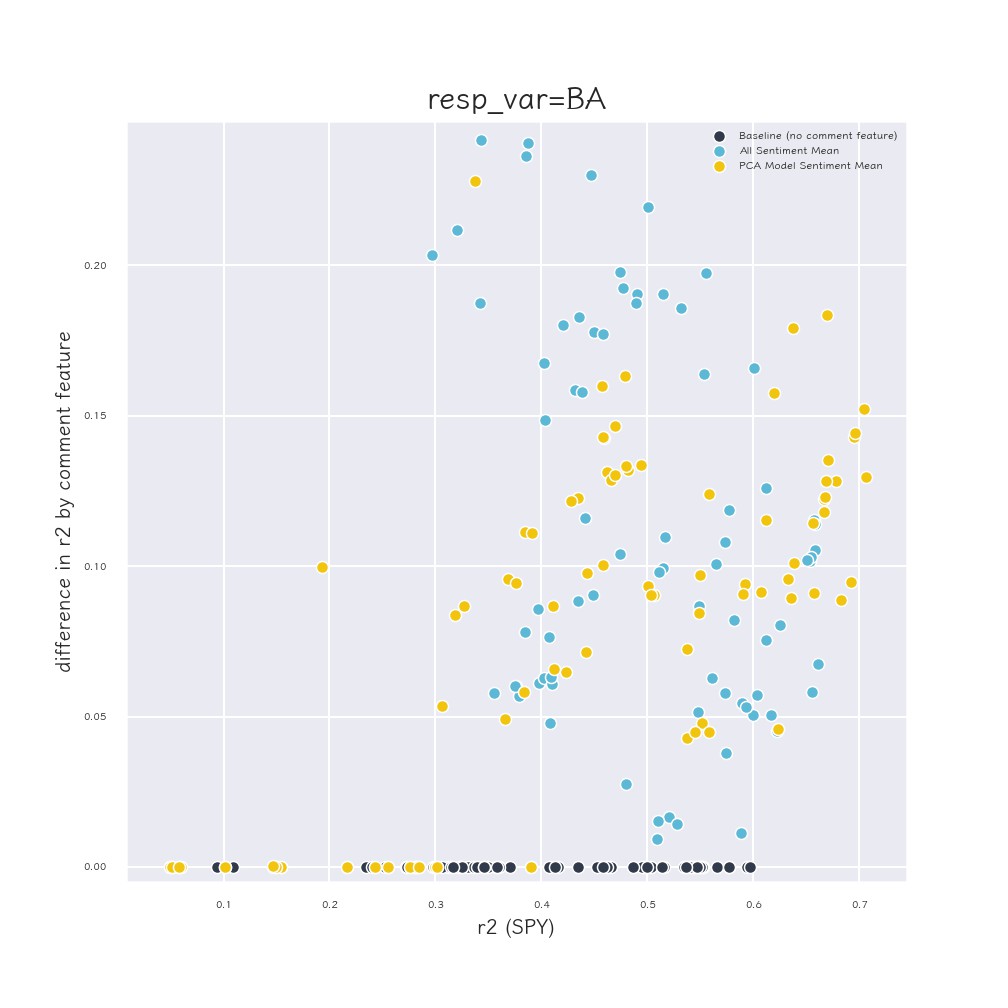 resp_var=BA
Baseline (no comment feature)
All Sentiment Mean
PCA Model Sentiment Mean
difference in r2 by comment feature
0.20
0.15
0.10
0.05
0.00
0.1 0.2 0.3 0.4 0.5 0.6 0.7
r2 (SPY)